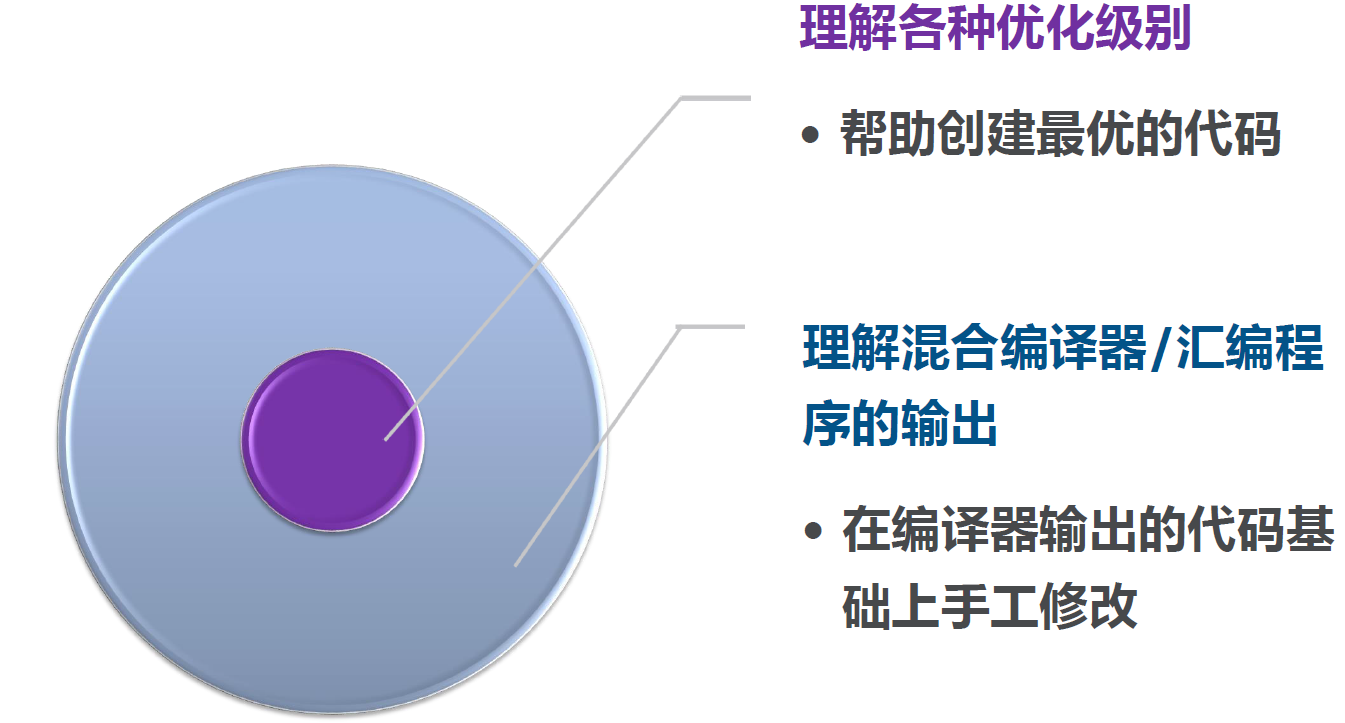 理解各种优化级别
• 帮助创建最优的代码
理解混合编译器/汇编程
序的输出
• 在编译器输出的代码基
础上手工修改